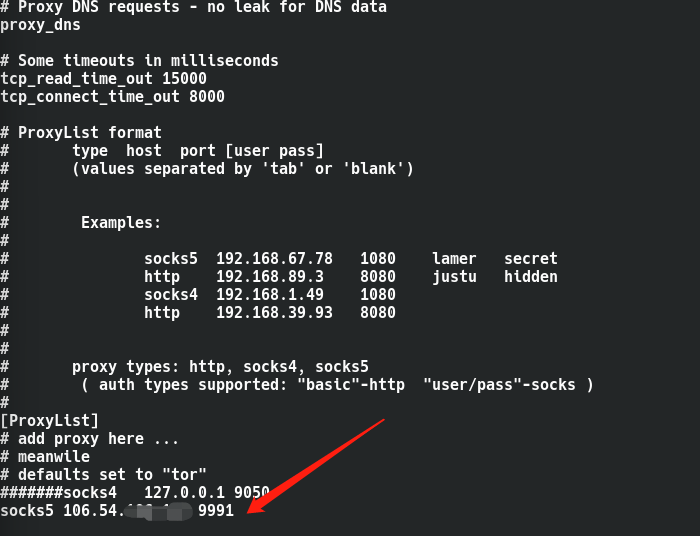 # Proxy DNS requests - no leak for DNS data
proxy_dns
# Some timeouts in milliseconds
tcp_read_time_out 15000
tcp_connect_time_out 8000
# ProxyList format
#       type  host  port [user pass]
#       (values separated by 'tab' or 'blank')
#
#
#        Examples:
#
#               socks5  192.168.67.78   1080    lamer   secret
#               http    192.168.89.3    8080    justu   hidden
#               socks4  192.168.1.49    1080
#               http    192.168.39.93   8080
#
#
#       proxy types: http, socks4, socks5
#        ( auth types supported: "basic"-http  "user/pass"-socks )
#
[ProxyList]
# add proxy here ...
# meanwile
# defaults set to "tor"
#######socks4   127.0.0.1 9050
socks5 106.54. 9991